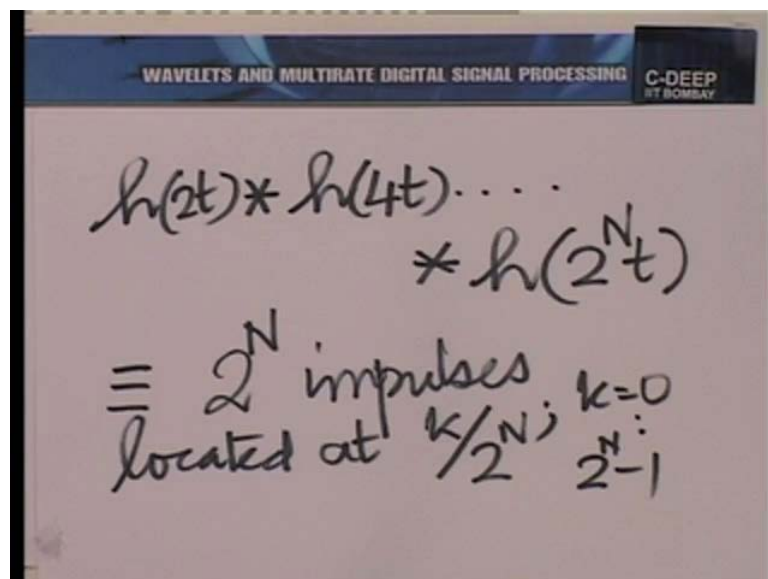 WAVELETS AND MULTIRATE DIGITAL SIGNAL PROCESSING
C-DEEP
IIT BOMBAY
h(2t)* h(4t)....
* h(2^N t)
≡ 2^N impulses
located at k/2^N; k=0
:
2^N-1